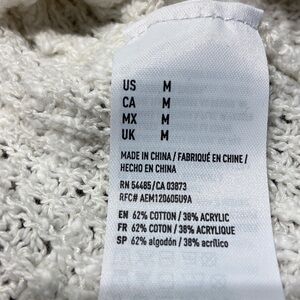 US M
CA M
MX M
UK M
MADE IN CHINA / FABRIQUÉ EN CHINE /
HECHO EN CHINA
RN 54485 / CA 03873
RFC# AEM120605U9A
EN 62% COTTON / 38% ACRYLIC
FR 62% COTON / 38% ACRYLIQUE
SP 62% algodón / 38% acrílico